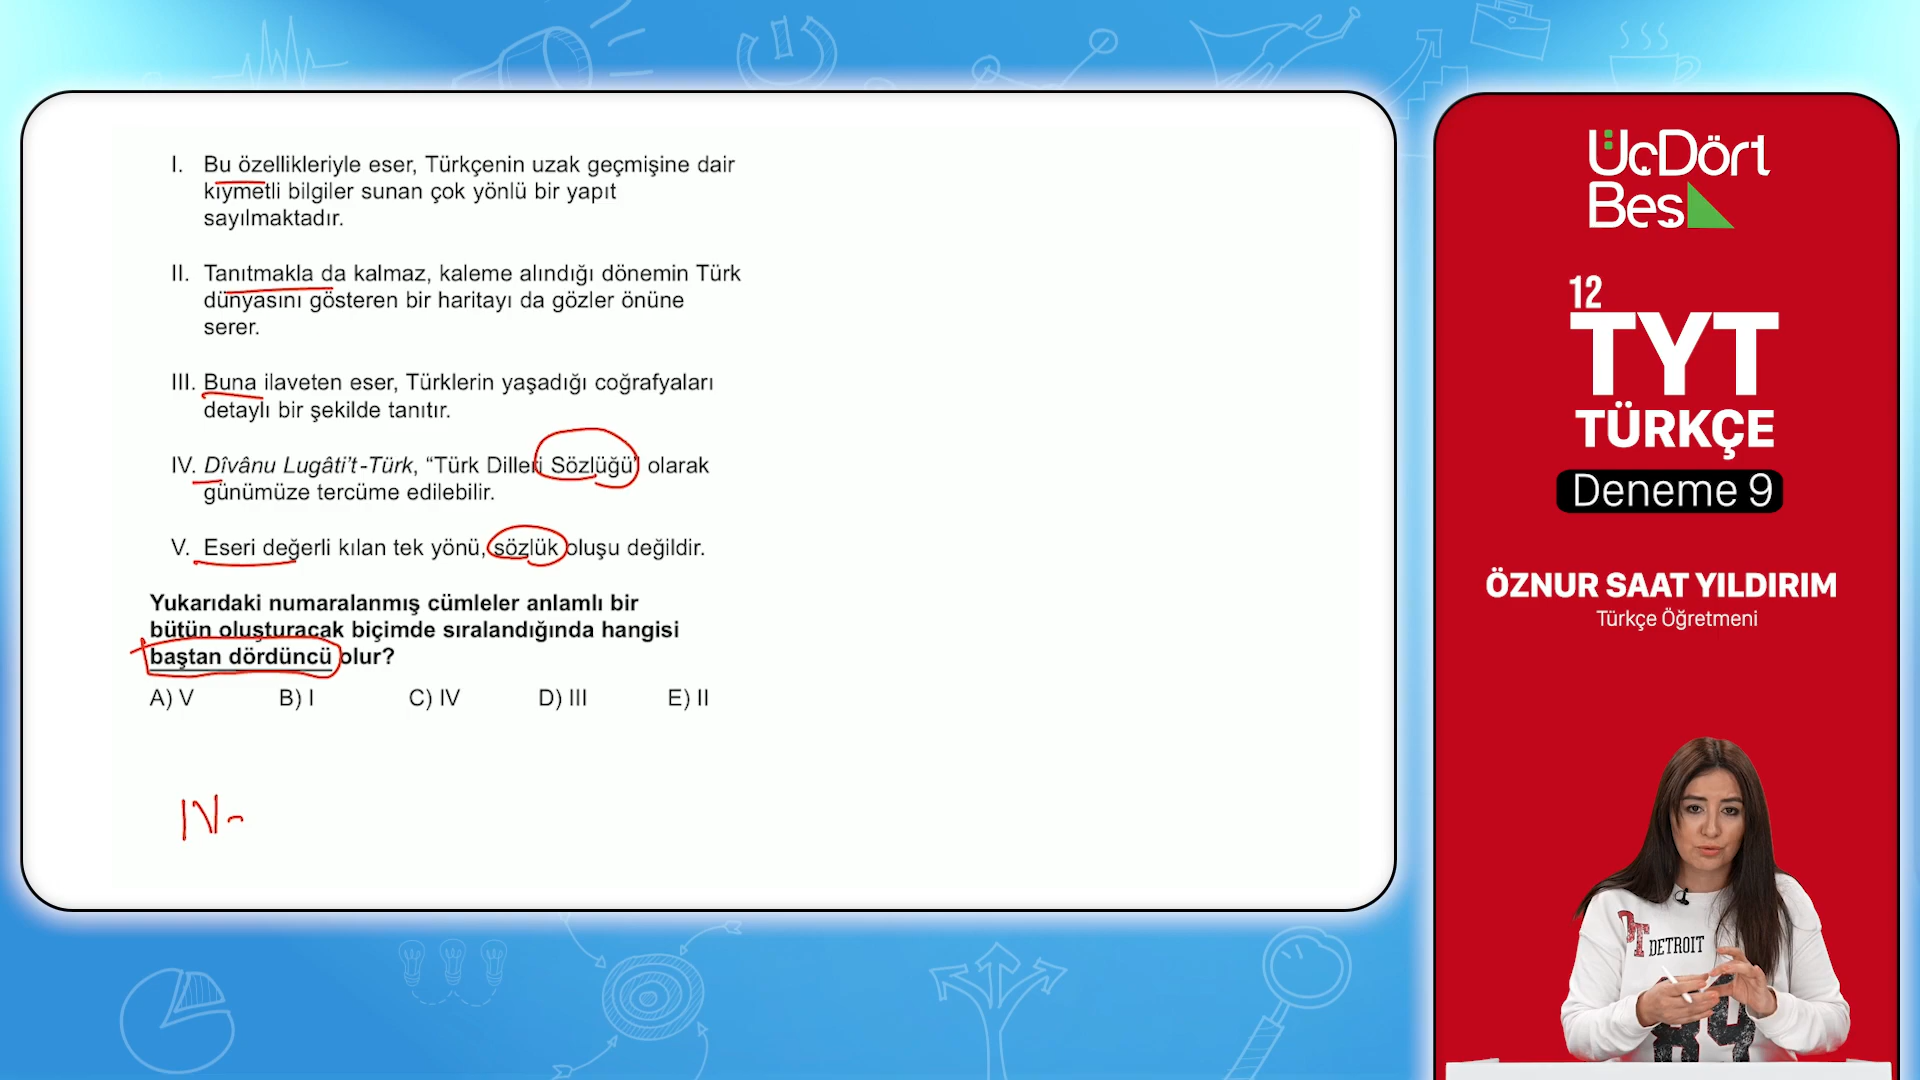 I. Bu özellikleriyle eser, Türkçenin uzak geçmişine dair
kıymetli bilgiler sunan çok yönlü bir yapıt
sayılmaktadır.
II. Tanıtmakla da kalmaz, kaleme alındığı dönemin Türk
dünyasını gösteren bir haritayı da gözler önüne
serer.
III. Buna ilaveten eser, Türklerin yaşadığı coğrafyaları
detaylı bir şekilde tanıtır.
IV. Dîvânu Lugâti't-Türk, “Türk Dilleri Sözlüğü” olarak
günümüze tercüme edilebilir.
V. Eseri değerli kılan tek yönü, sözlük oluşu değildir.
Yukarıdaki numaralanmış cümleler anlamlı bir
bütün oluşturacak biçimde sıralandığında hangisi
baştan dördüncü olur?
A) V B) I C) IV D) III E) II
IV-
ÜçDört
Beş
12
TYT
TÜRKÇE
Deneme 9
ÖZNUR SAAT YILDIRIM
Türkçe Öğretmeni
DETROIT